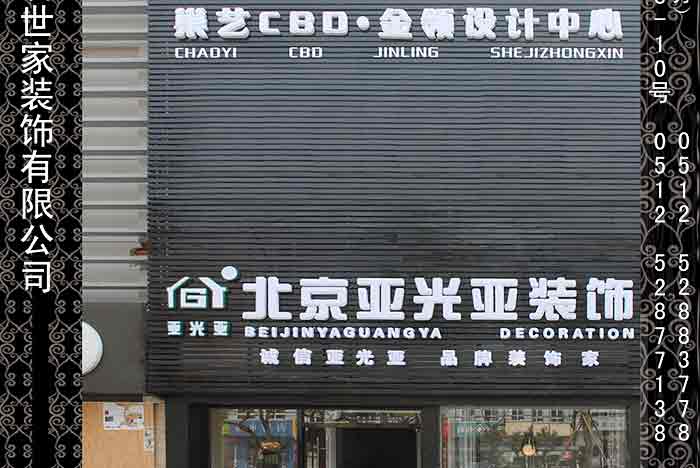 世家装饰有限公司
巢艺CBD·金领设计中心
CHAOYI CBD JINLING SHEJIZHONGXIN
北京亚光亚装饰
亚光亚
BEIJINYAGUANGYA DECORATION
诚信亚光亚 品牌装饰家
-10号 0512 52877138
0512 52883778